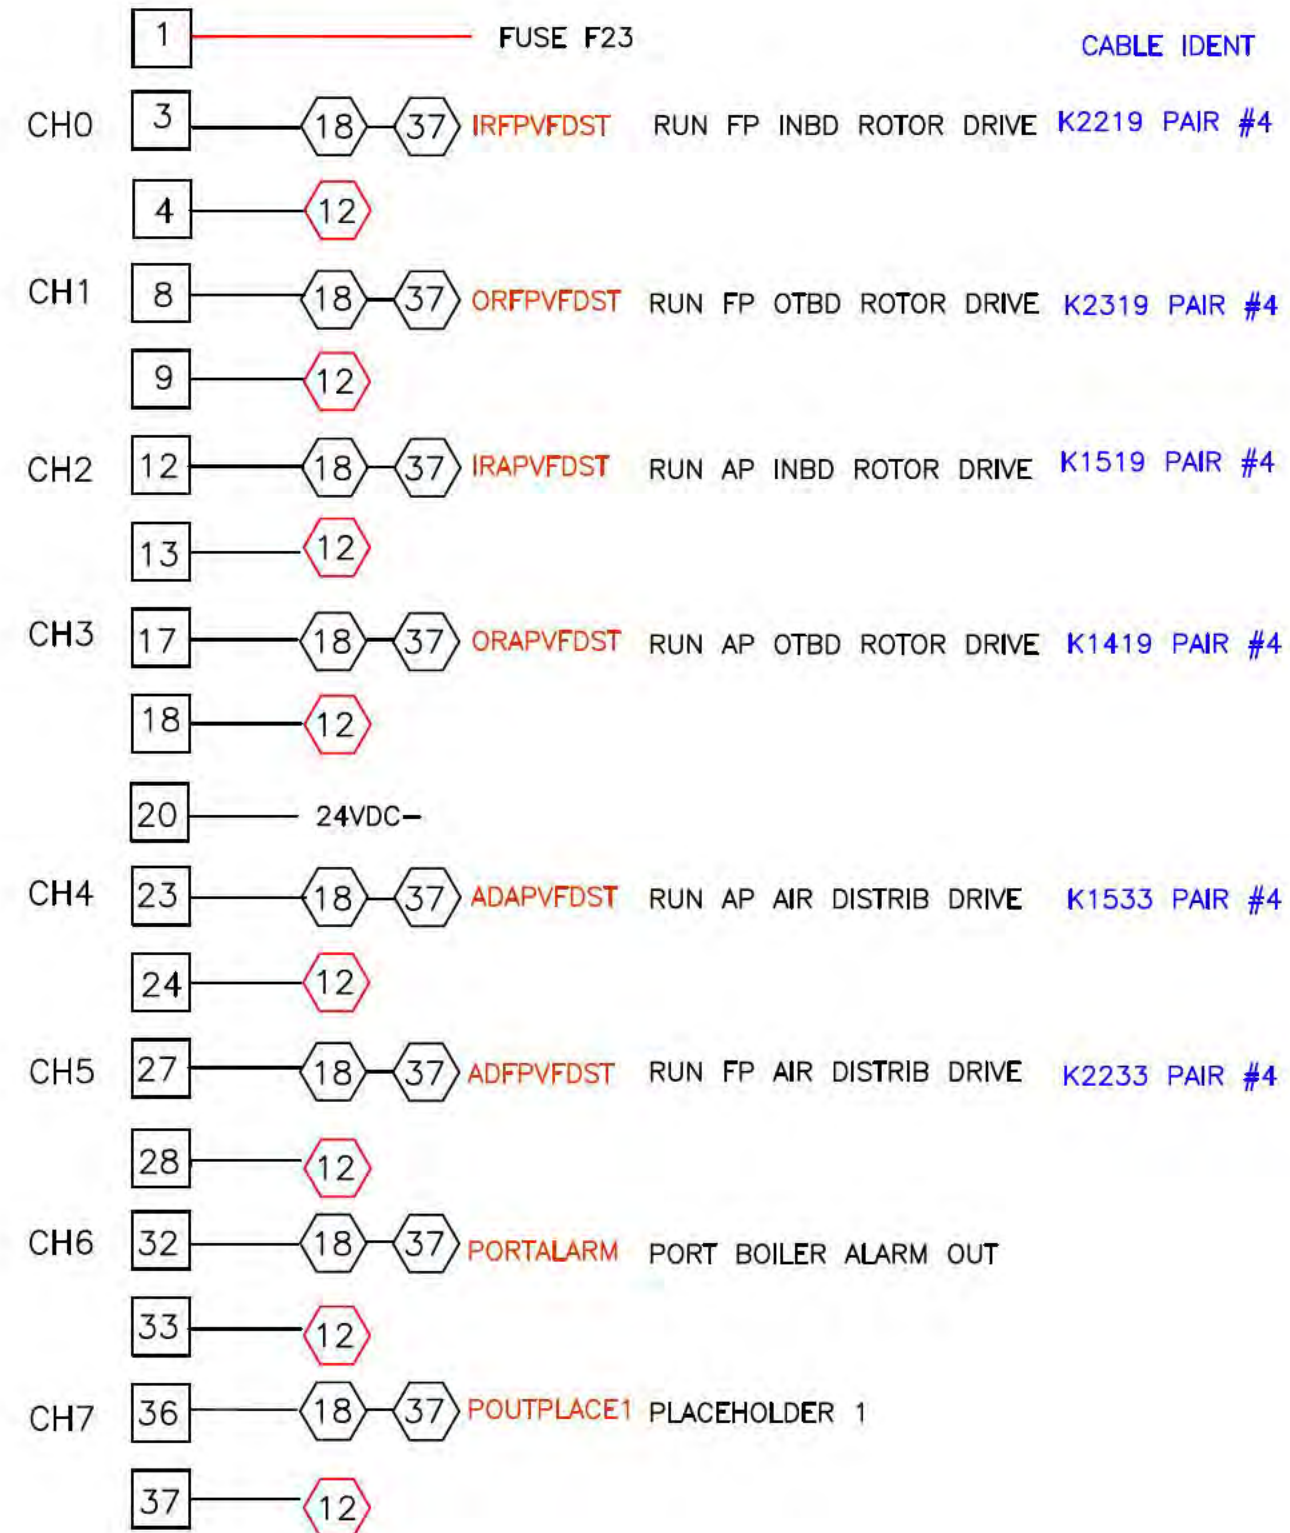 1 FUSE F23
CABLE IDENT
CH0 3 18 37 IRFPVFDST RUN FP INBD ROTOR DRIVE K2219 PAIR #4
4 12
CH1 8 18 37 ORFPVFDST RUN FP OTBD ROTOR DRIVE K2319 PAIR #4
9 12
CH2 12 18 37 IRAPVFDST RUN AP INBD ROTOR DRIVE K1519 PAIR #4
13 12
CH3 17 18 37 ORAPVFDST RUN AP OTBD ROTOR DRIVE K1419 PAIR #4
18 12
20 24VDC-
CH4 23 18 37 ADAPVFDST RUN AP AIR DISTRIB DRIVE K1533 PAIR #4
24 12
CH5 27 18 37 ADFPVFDST RUN FP AIR DISTRIB DRIVE K2233 PAIR #4
28 12
CH6 32 18 37 PORTALARM PORT BOILER ALARM OUT
33 12
CH7 36 18 37 POUTPLACE1 PLACEHOLDER 1
37 12